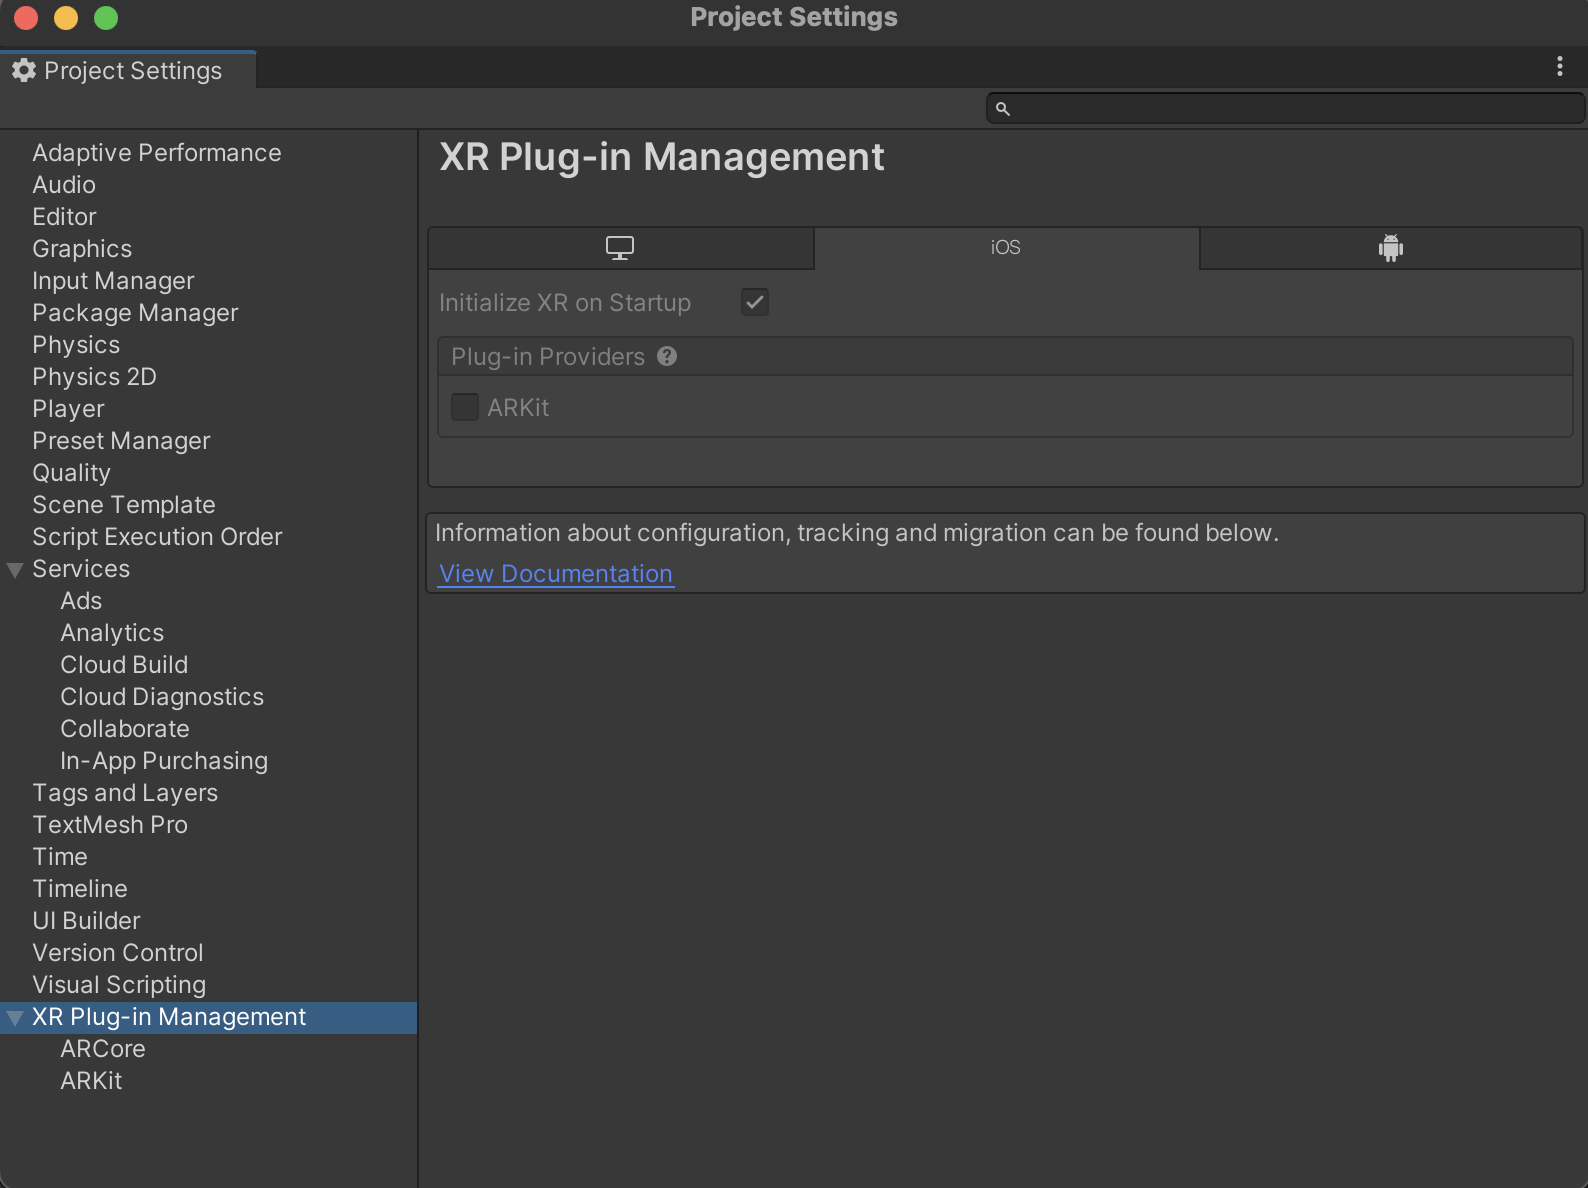 Project Settings
Project Settings
Adaptive Performance
Audio
Editor
Graphics
Input Manager
Package Manager
Physics
Physics 2D
Player
Preset Manager
Quality
Scene Template
Script Execution Order
Services
Ads
Analytics
Cloud Build
Cloud Diagnostics
Collaborate
In-App Purchasing
Tags and Layers
TextMesh Pro
Time
Timeline
UI Builder
Version Control
Visual Scripting
XR Plug-in Management
ARCore
ARKit
XR Plug-in Management
iOS
Initialize XR on Startup
Plug-in Providers ?
ARKit
Information about configuration, tracking and migration can be found below.
View Documentation